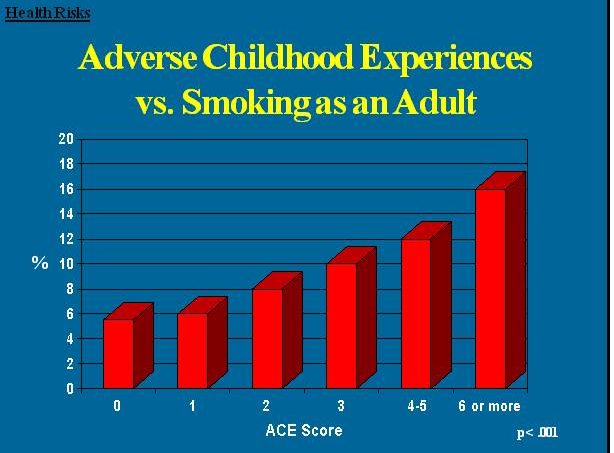 Health Risks
Adverse Childhood Experiences
vs. Smoking as an Adult
20
18
16
14
12
% 10
8
6
4
2
0
0 1 2 3 4-5 6 or more
ACE Score
p< .001